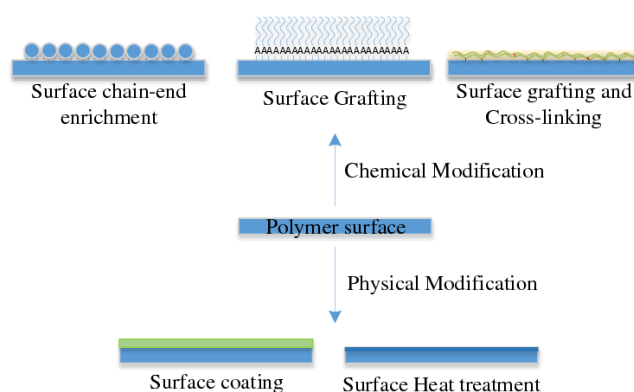 AAAAAAAAAAAAAAAAAAAAAAAAAA
Surface chain-end
enrichment
Surface Grafting
Surface grafting and
Cross-linking
Chemical Modification
Polymer surface
Physical Modification
Surface coating
Surface Heat treatment